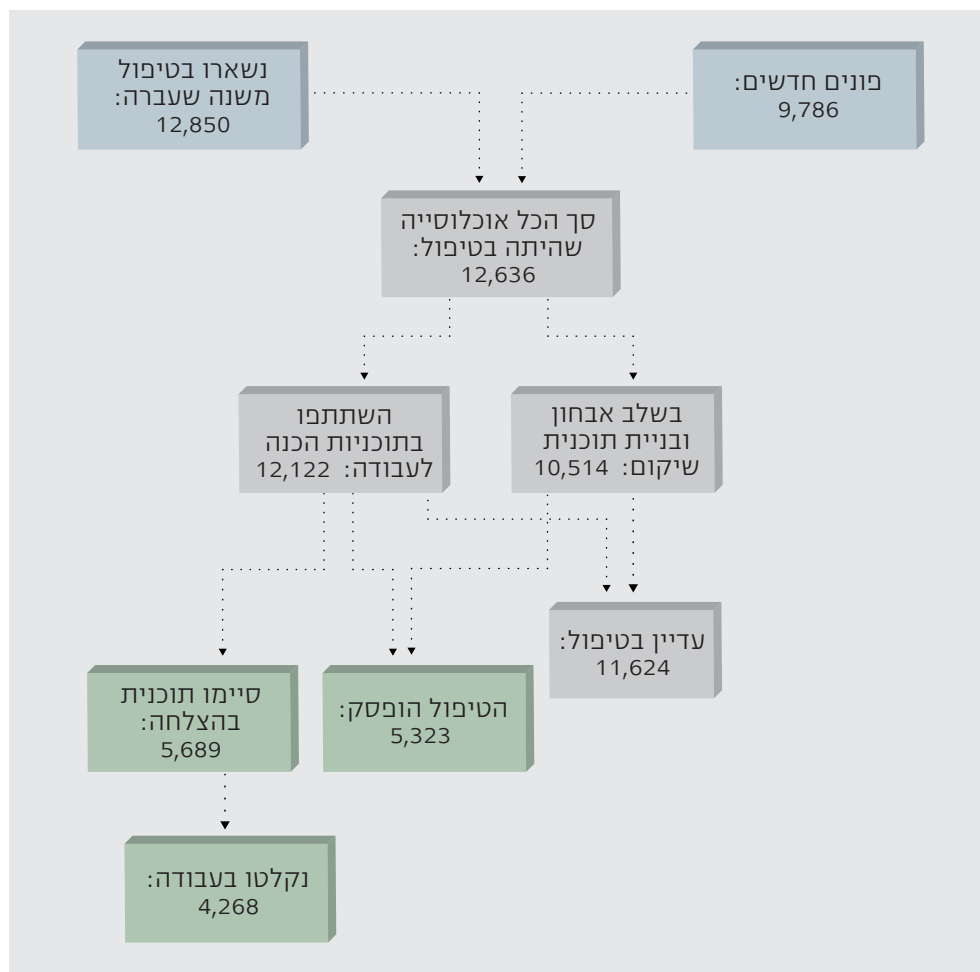 פונים חדשים:
9,786
נשארו בטיפול
משנה שעברה:
12,850
סך הכל אוכלוסייה
שהיתה בטיפול:
12,636
בשלב אבחון
ובניית תוכנית
שיקום: 10,514
השתתפו
בתוכניות הכנה
לעבודה: 12,122
עדיין בטיפול:
11,624
הטיפול הופסק:
5,323
סיימו תוכנית
בהצלחה:
5,689
נקלטו בעבודה:
4,268